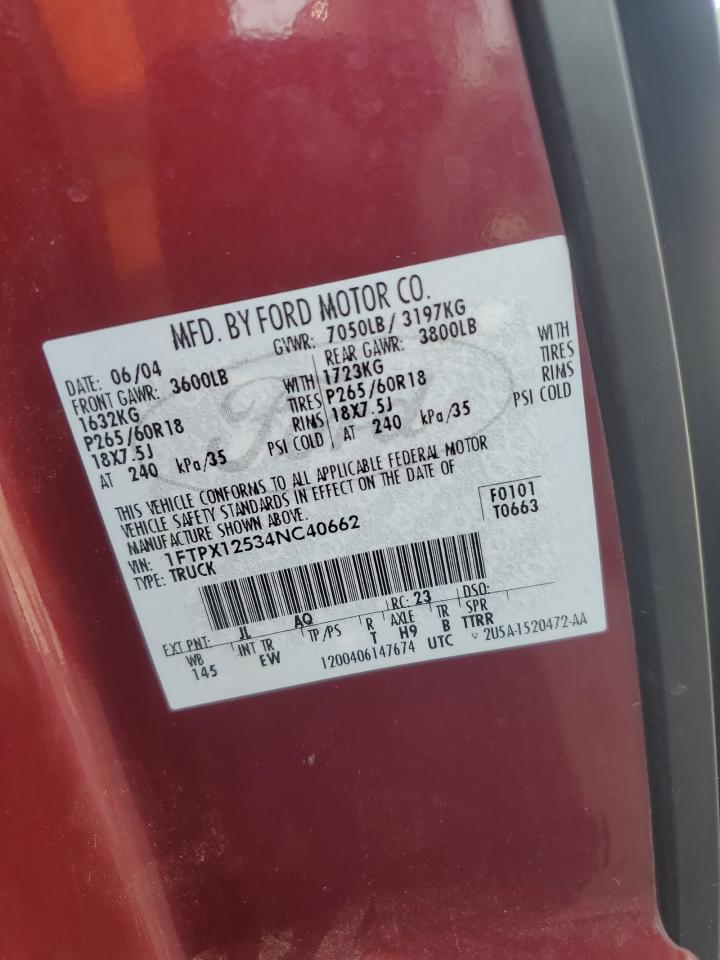 MFD. BY FORD MOTOR CO.
DATE: 06/04 GVWR: 7050LB / 3197KG
FRONT GAWR: 3600LB REAR GAWR: 3800LB
1632KG WITH 1723KG WITH
P265/60R18 TIRES P265/60R18 TIRES
18X7.5J RIMS 18X7.5J RIMS
AT 240 kPa/35 PSI COLD AT 240 kPa/35 PSI COLD
THIS VEHICLE CONFORMS TO ALL APPLICABLE FEDERAL MOTOR
VEHICLE SAFETY STANDARDS IN EFFECT ON THE DATE OF
MANUFACTURE SHOWN ABOVE.
VIN: 1FTPX12534NC40662 F0101
TYPE: TRUCK T0663
EXT PNT: JL AQ RC: 23 DSO:
WB INT TR TP/PS R AXLE TR SPR
145 EW T H9 B TTRR
1200406147674 UTC ▽ 2U5A-1520472-AA
Ford